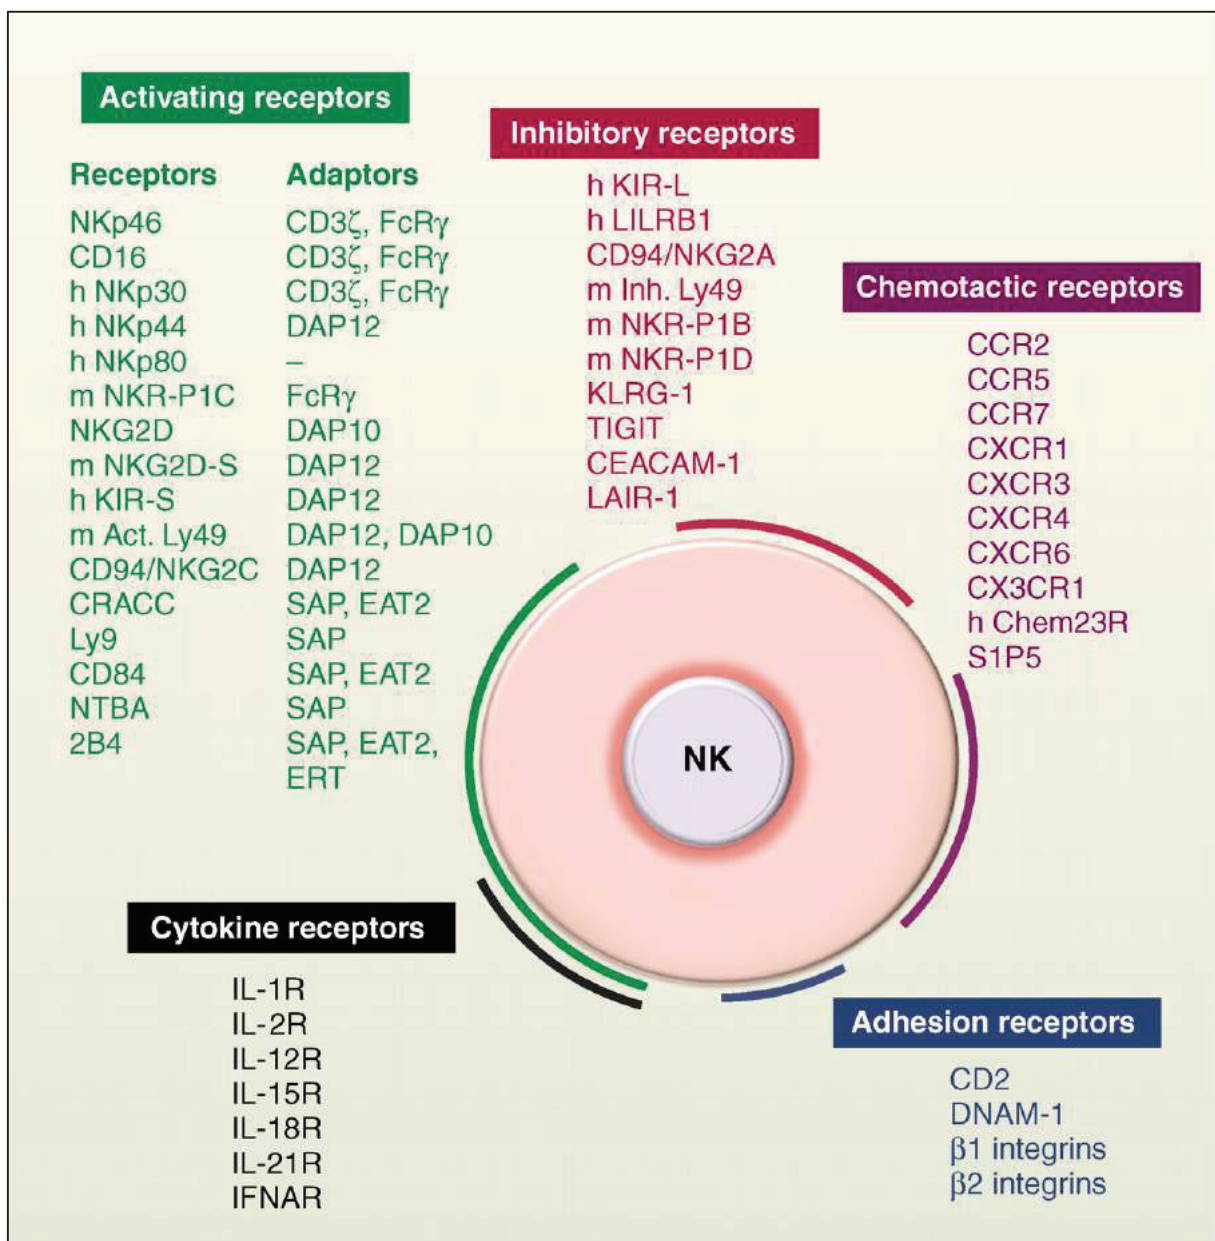 Activating receptors
Receptors Adaptors
NKp46 CD3ζ, FcRγ
CD16 CD3ζ, FcRγ
h NKp30 CD3ζ, FcRγ
h NKp44 DAP12
h NKp80 –
m NKR-P1C FcRγ
NKG2D DAP10
m NKG2D-S DAP12
h KIR-S DAP12
m Act. Ly49 DAP12, DAP10
CD94/NKG2C DAP12
CRACC SAP, EAT2
Ly9 SAP
CD84 SAP, EAT2
NTBA SAP
2B4 SAP, EAT2,
ERT
Inhibitory receptors
h KIR-L
h LILRB1
CD94/NKG2A
m Inh. Ly49
m NKR-P1B
m NKR-P1D
KLRG-1
TIGIT
CEACAM-1
LAIR-1
Chemotactic receptors
CCR2
CCR5
CCR7
CXCR1
CXCR3
CXCR4
CXCR6
CX3CR1
h Chem23R
S1P5
NK
Cytokine receptors
IL-1R
IL-2R
IL-12R
IL-15R
IL-18R
IL-21R
IFNAR
Adhesion receptors
CD2
DNAM-1
β1 integrins
β2 integrins